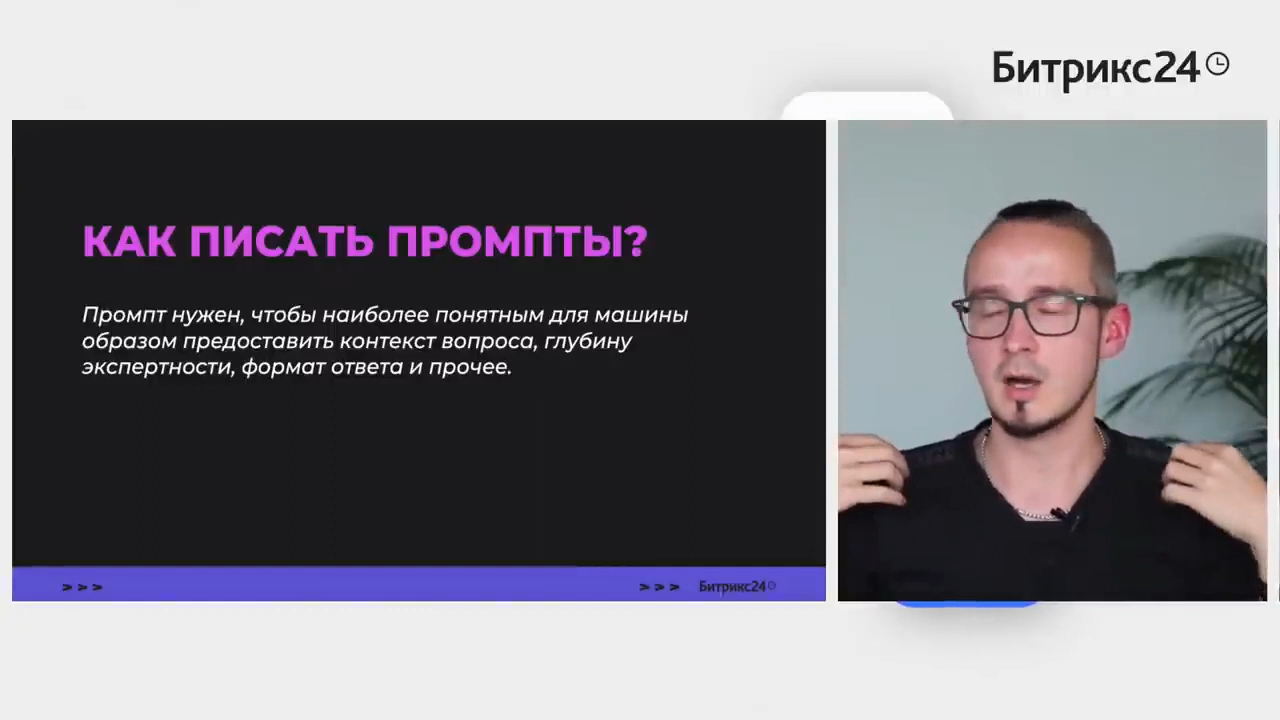 Битрикс24
КАК ПИСАТЬ ПРОМПТЫ?
Промпт нужен, чтобы наиболее понятным для машины
образом предоставить контекст вопроса, глубину
экспертности, формат ответа и прочее.
> > >
> > > Битрикс24